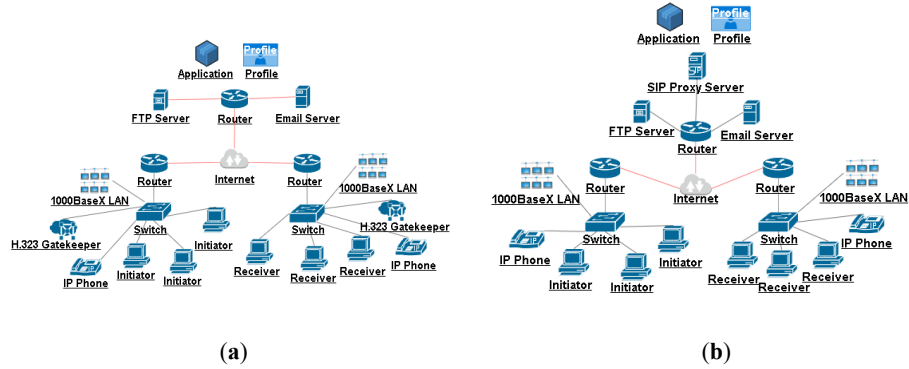 Profile
Application Profile
FTP Server Router Email Server
Router Internet Router
1000BaseX LAN 1000BaseX LAN
H.323 Gatekeeper Switch Initiator Switch H.323 Gatekeeper
IP Phone Initiator Initiator Receiver Receiver Receiver IP Phone
(a)
Profile
Application Profile
SIP
SIP Proxy Server
FTP Server Router Email Server
Router Internet Router
1000BaseX LAN 1000BaseX LAN
IP Phone Switch Initiator Switch IP Phone
Initiator Initiator Receiver Receiver Receiver
(b)